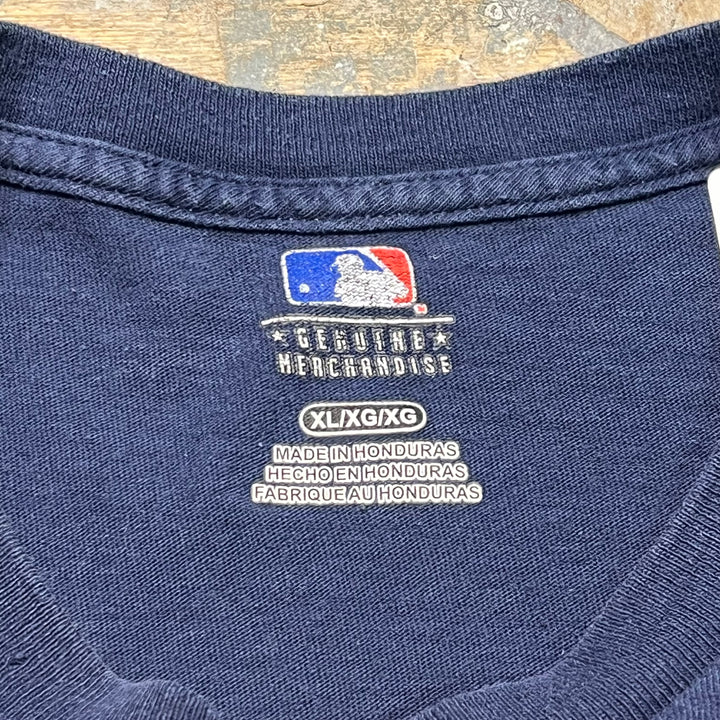 ★ GENUINE ★
MERCHANDISE
XL/XG/XG
MADE IN HONDURAS
HECHO EN HONDURAS
FABRIQUE AU HONDURAS